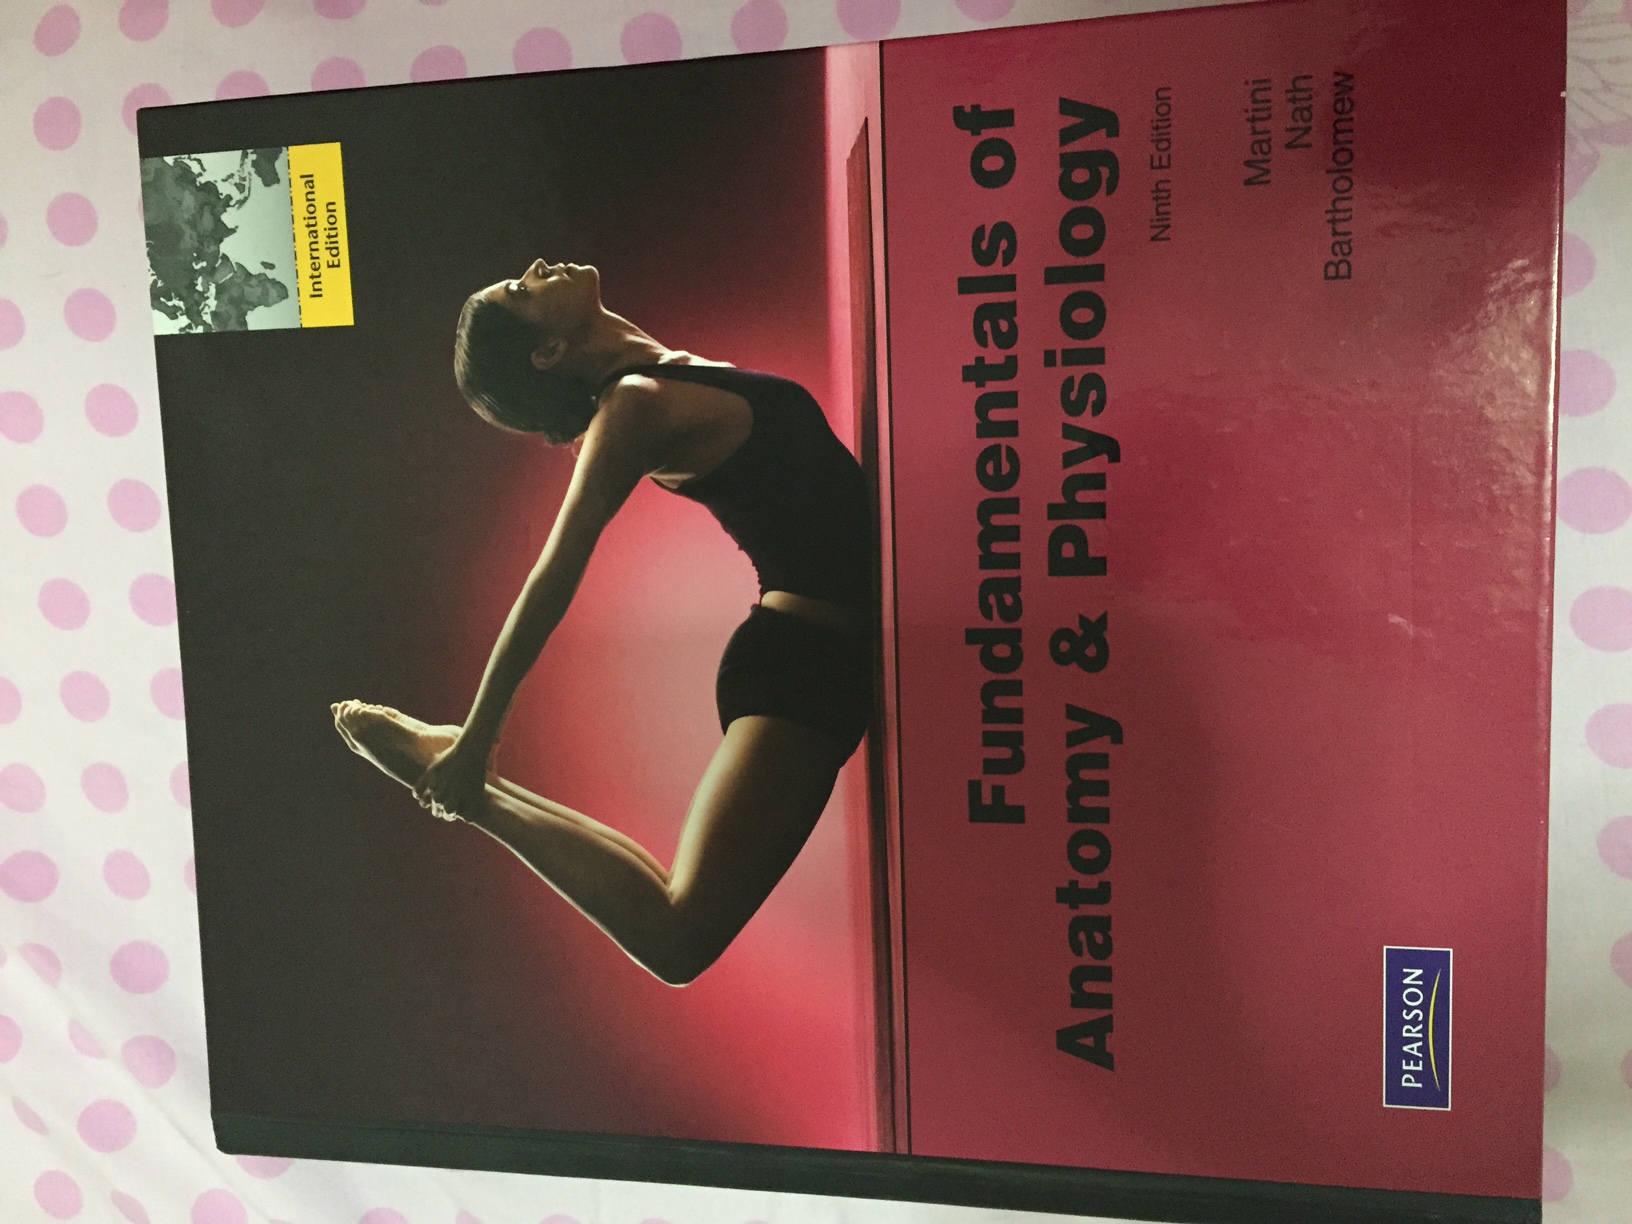 International
Edition
Fundamentals of
Anatomy & Physiology
Ninth Edition
Martini
Nath
Bartholomew
PEARSON